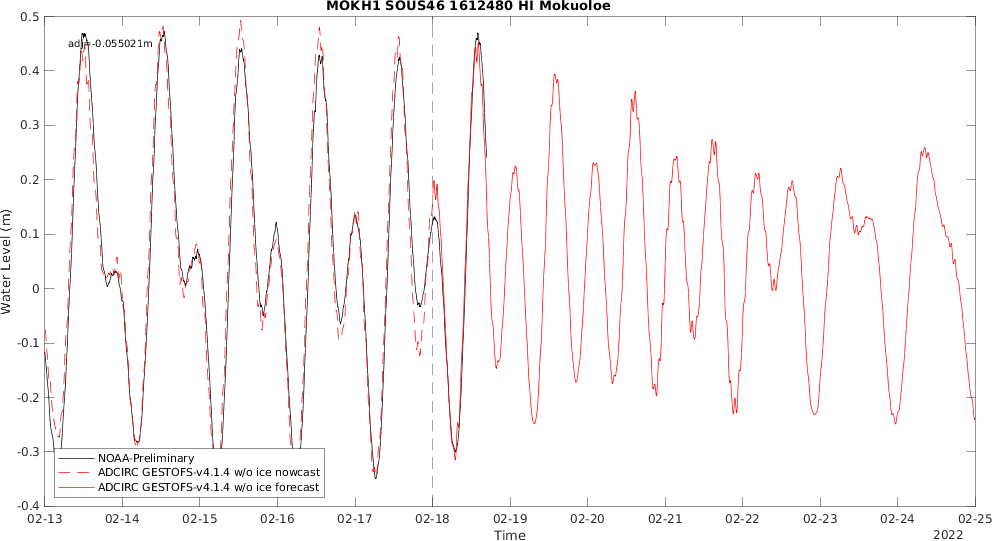 MOKH1 SOUS46 1612480 HI Mokuoloe
adj=-0.055021m
0.5
0.4
0.3
0.2
0.1
0
-0.1
-0.2
-0.3
-0.4
Water Level (m)
NOAA-Preliminary
ADCIRC GESTOFS-v4.1.4 w/o ice nowcast
ADCIRC GESTOFS-v4.1.4 w/o ice forecast
02-13 02-14 02-15 02-16 02-17 02-18 02-19 02-20 02-21 02-22 02-23 02-24 02-25
Time
2022